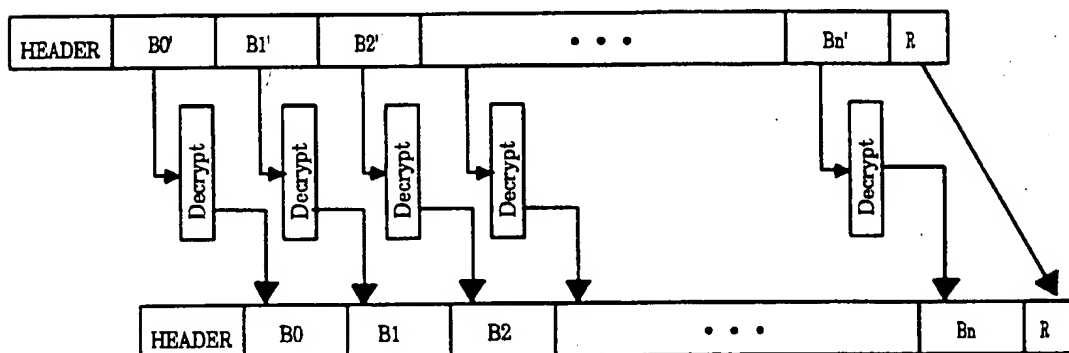 HEADER B0' B1' B2' • • • Bn' R
Decrypt Decrypt Decrypt Decrypt Decrypt
HEADER B0 B1 B2 • • • Bn R